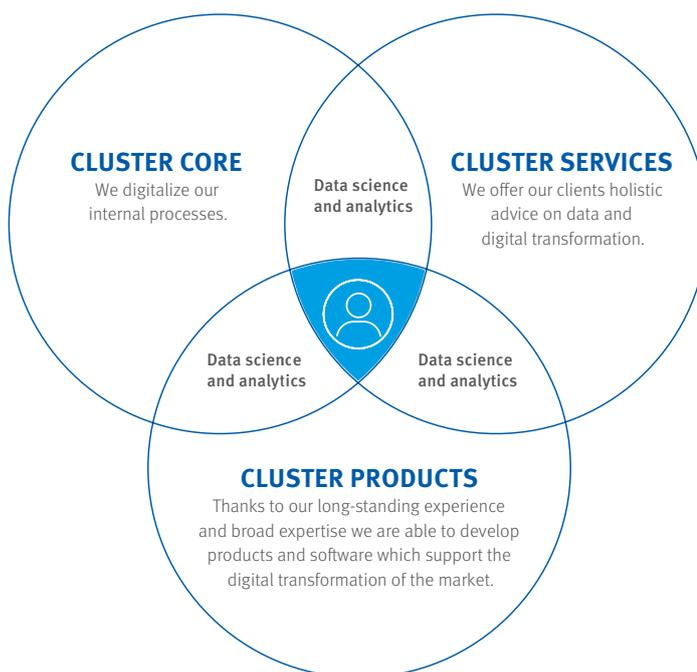 CLUSTER CORE
We digitalize our
internal processes.
Data science
and analytics
CLUSTER SERVICES
We offer our clients holistic
advice on data and
digital transformation.
Data science
and analytics
Data science
and analytics
CLUSTER PRODUCTS
Thanks to our long-standing experience
and broad expertise we are able to develop
products and software which support the
digital transformation of the market.